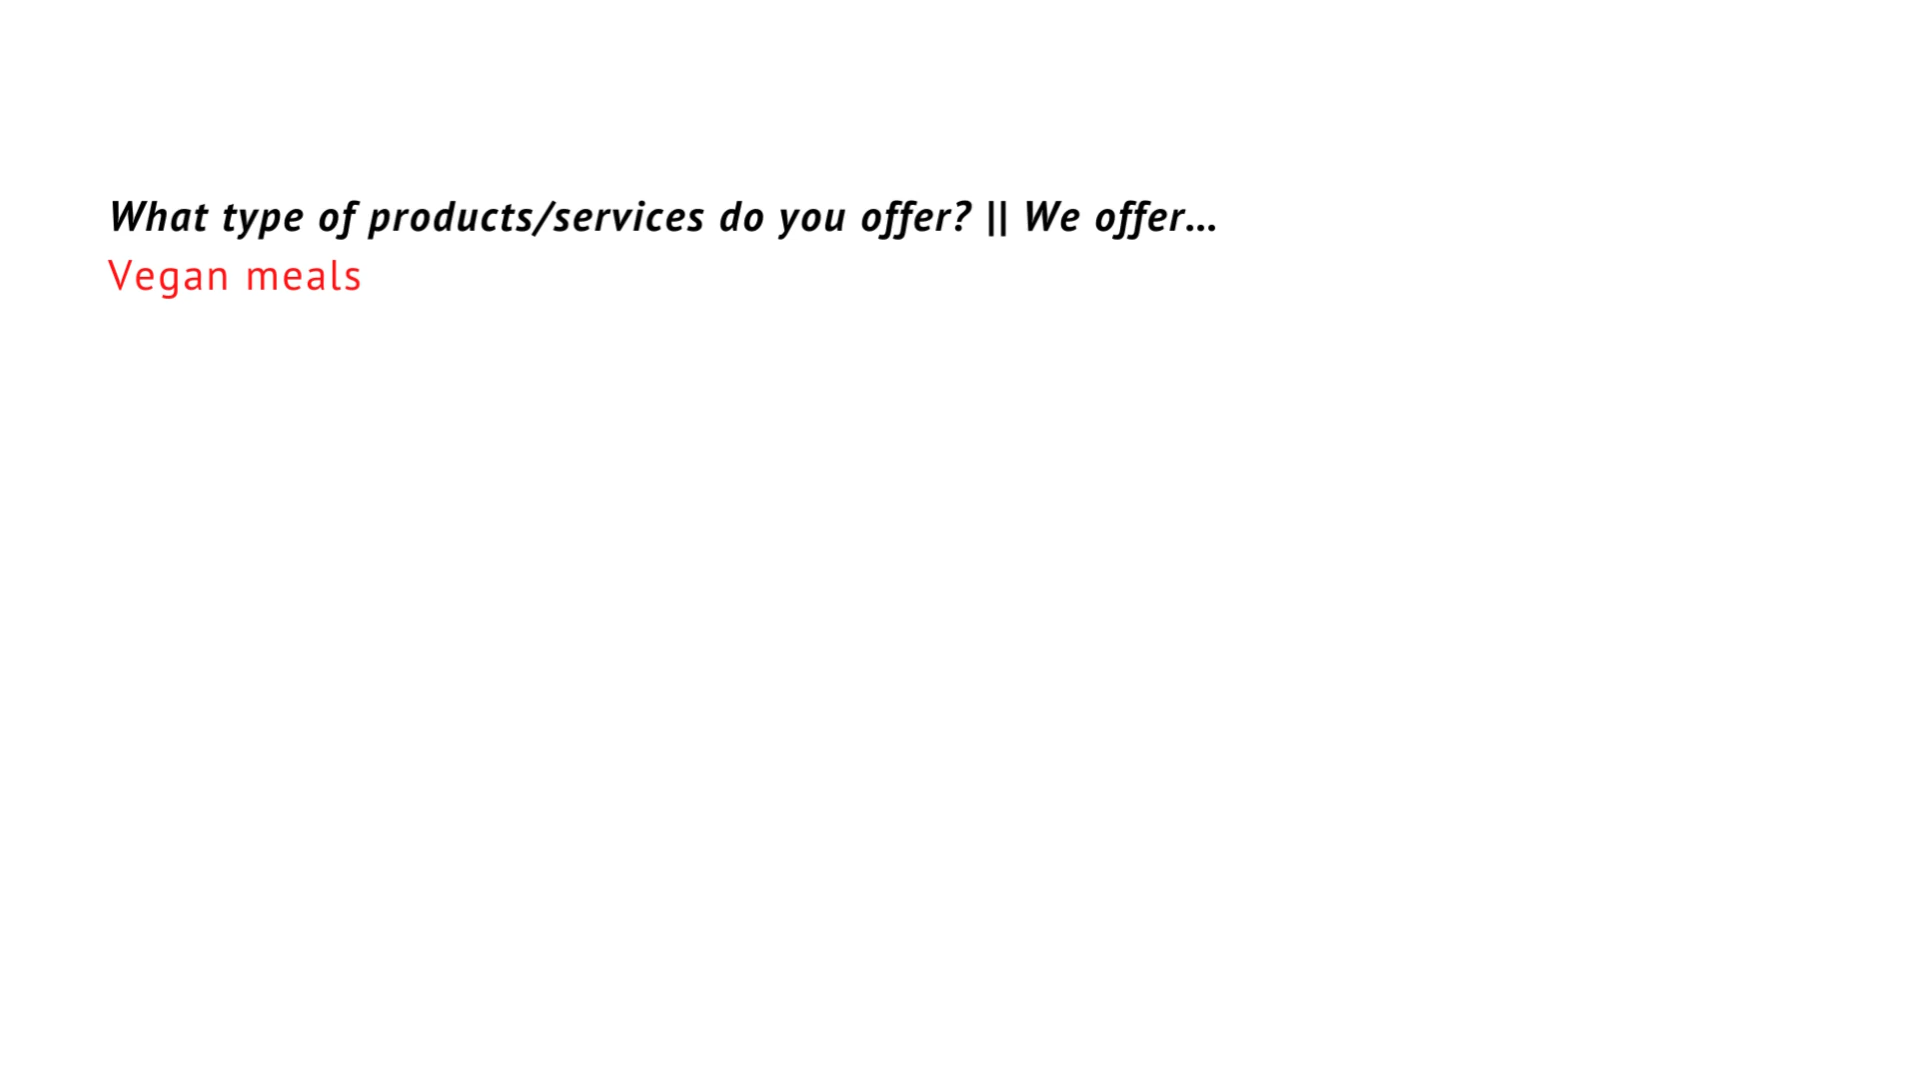 What type of products/services do you offer? || We offer...
Vegan meals